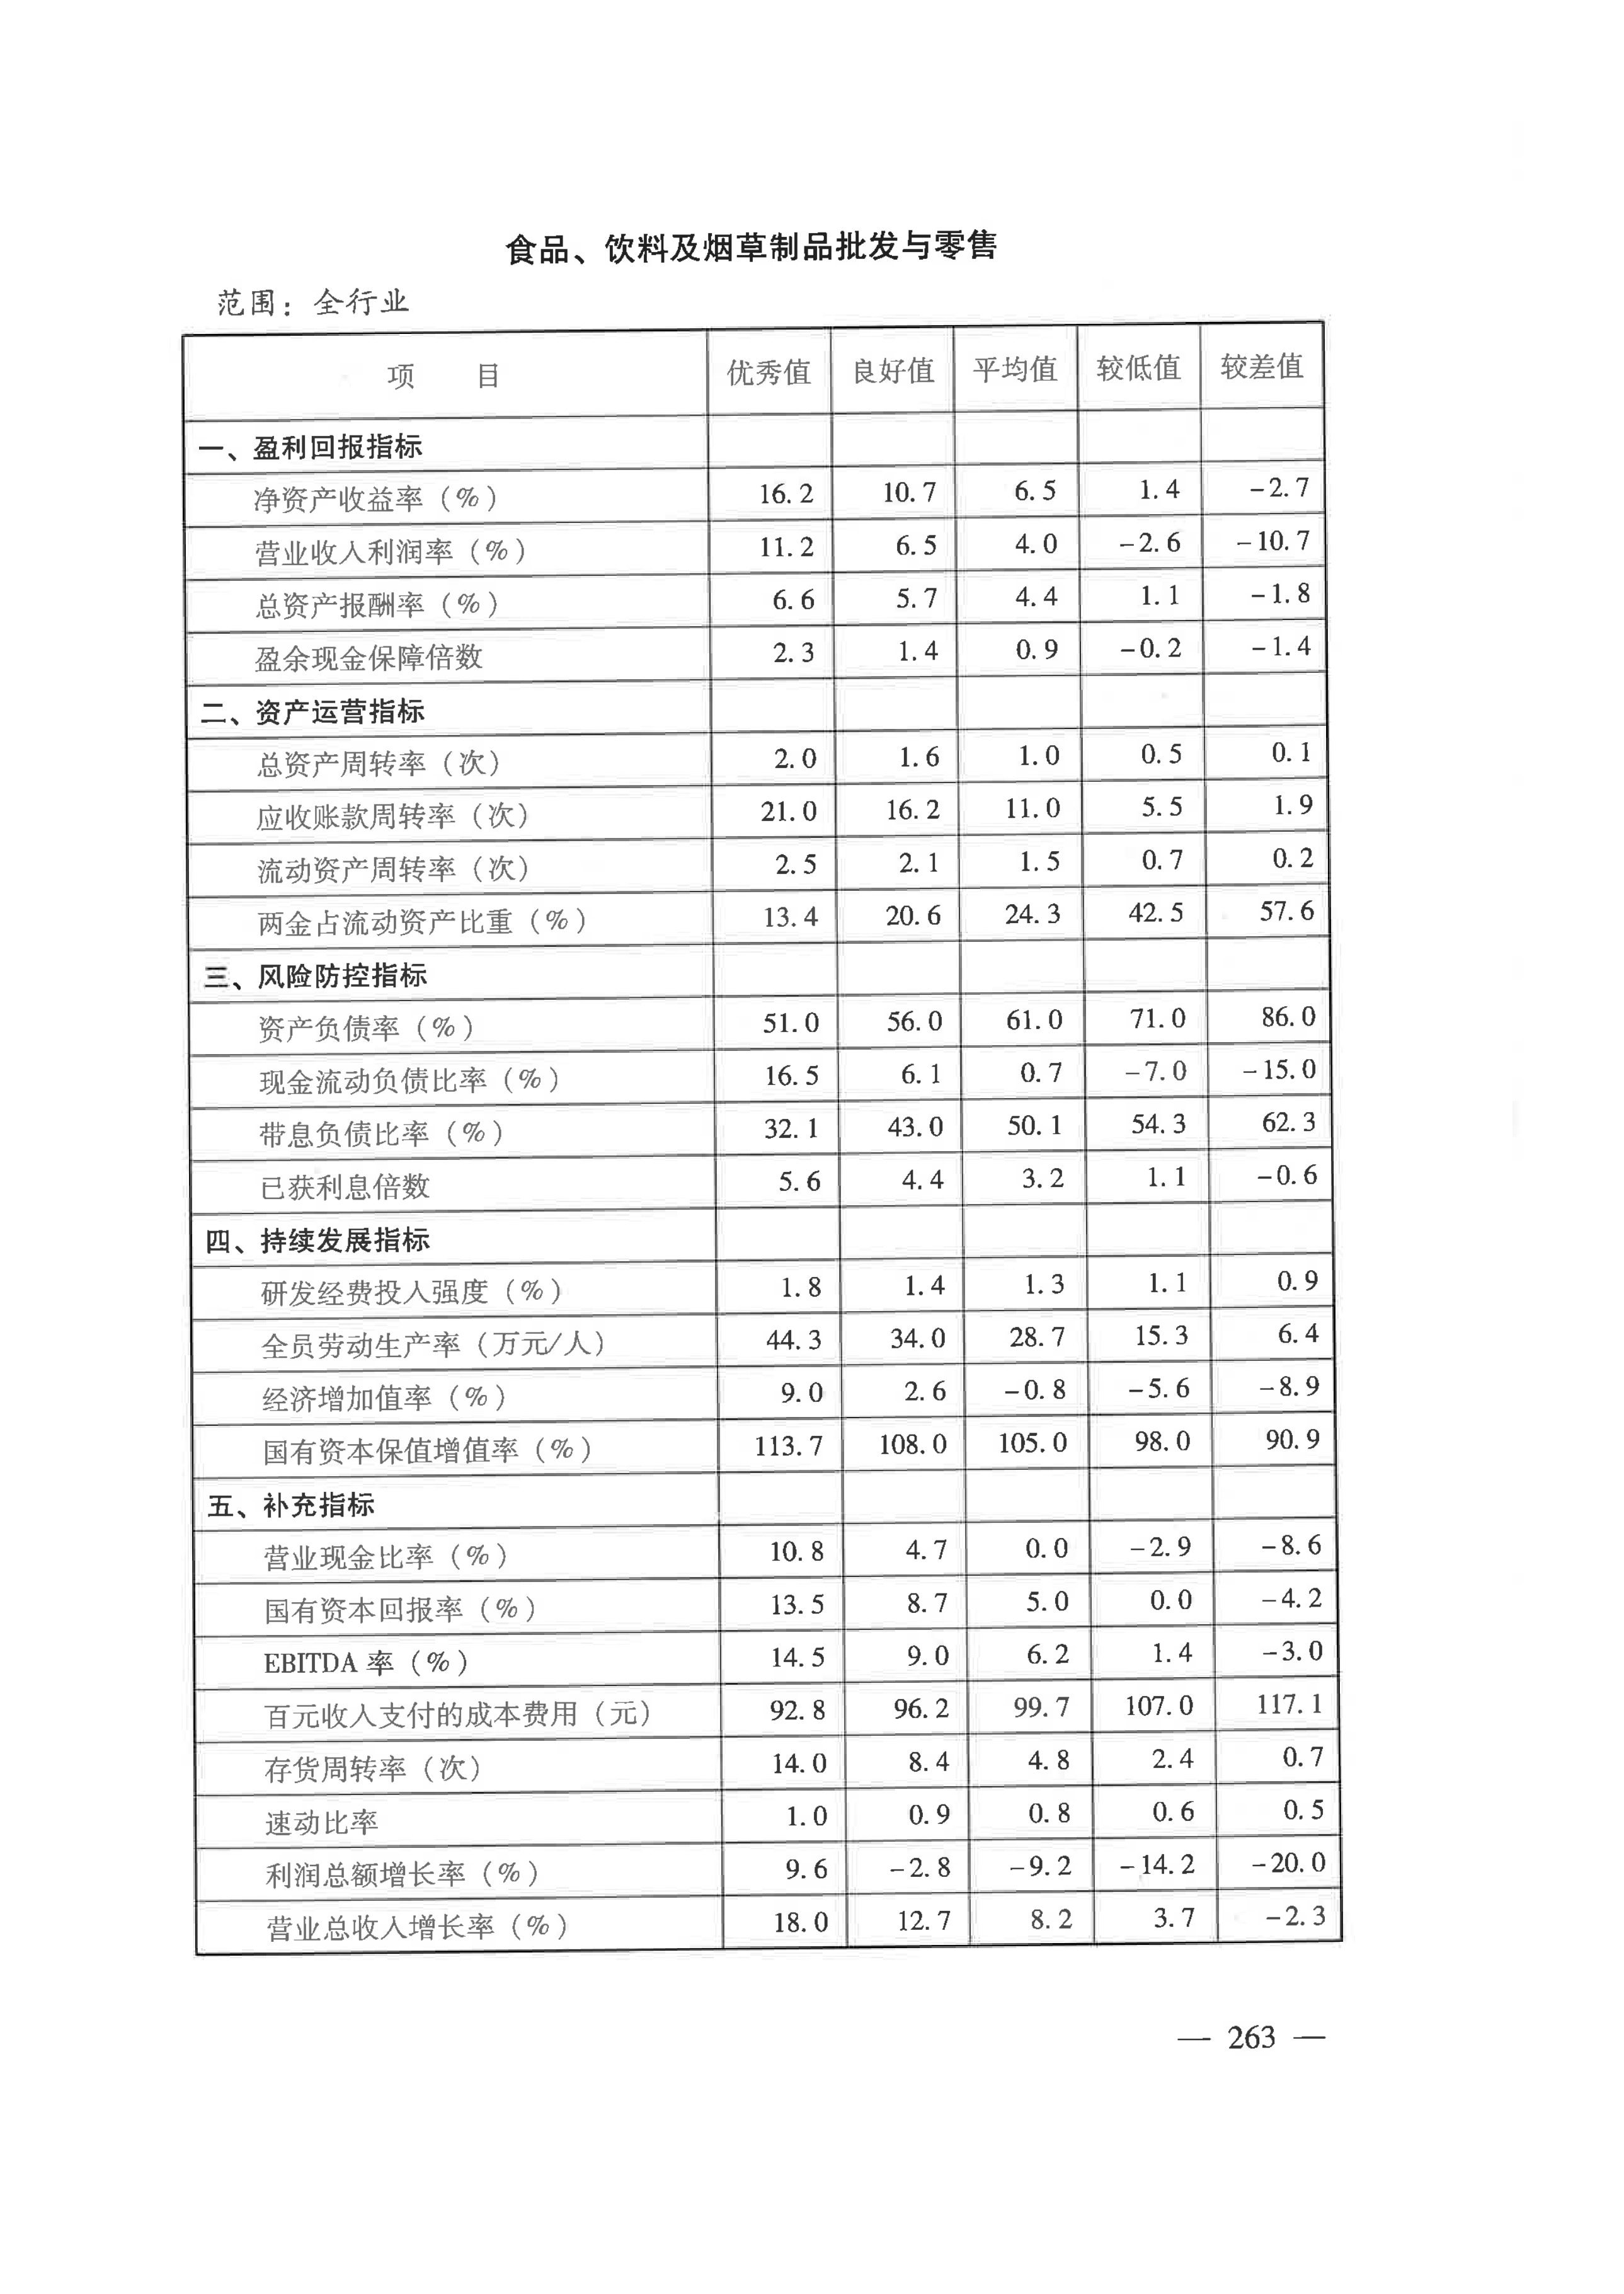 食品、饮料及烟草制品批发与零售
范围：全行业
项 目 优秀值 良好值 平均值 较低值 较差值
一、盈利回报指标
净资产收益率（%） 16.2 10.7 6.5 1.4 -2.7
营业收入利润率（%） 11.2 6.5 4.0 -2.6 -10.7
总资产报酬率（%） 6.6 5.7 4.4 1.1 -1.8
盈余现金保障倍数 2.3 1.4 0.9 -0.2 -1.4
二、资产运营指标
总资产周转率（次） 2.0 1.6 1.0 0.5 0.1
应收账款周转率（次） 21.0 16.2 11.0 5.5 1.9
流动资产周转率（次） 2.5 2.1 1.5 0.7 0.2
两金占流动资产比重（%） 13.4 20.6 24.3 42.5 57.6
三、风险防控指标
资产负债率（%） 51.0 56.0 61.0 71.0 86.0
现金流动负债比率（%） 16.5 6.1 0.7 -7.0 -15.0
带息负债比率（%） 32.1 43.0 50.1 54.3 62.3
已获利息倍数 5.6 4.4 3.2 1.1 -0.6
四、持续发展指标
研发经费投入强度（%） 1.8 1.4 1.3 1.1 0.9
全员劳动生产率（万元/人） 44.3 34.0 28.7 15.3 6.4
经济增加值率（%） 9.0 2.6 -0.8 -5.6 -8.9
国有资本保值增值率（%） 113.7 108.0 105.0 98.0 90.9
五、补充指标
营业现金比率（%） 10.8 4.7 0.0 -2.9 -8.6
国有资本回报率（%） 13.5 8.7 5.0 0.0 -4.2
EBITDA 率（%） 14.5 9.0 6.2 1.4 -3.0
百元收入支付的成本费用（元） 92.8 96.2 99.7 107.0 117.1
存货周转率（次） 14.0 8.4 4.8 2.4 0.7
速动比率 1.0 0.9 0.8 0.6 0.5
利润总额增长率（%） 9.6 -2.8 -9.2 -14.2 -20.0
营业总收入增长率（%） 18.0 12.7 8.2 3.7 -2.3
— 263 —